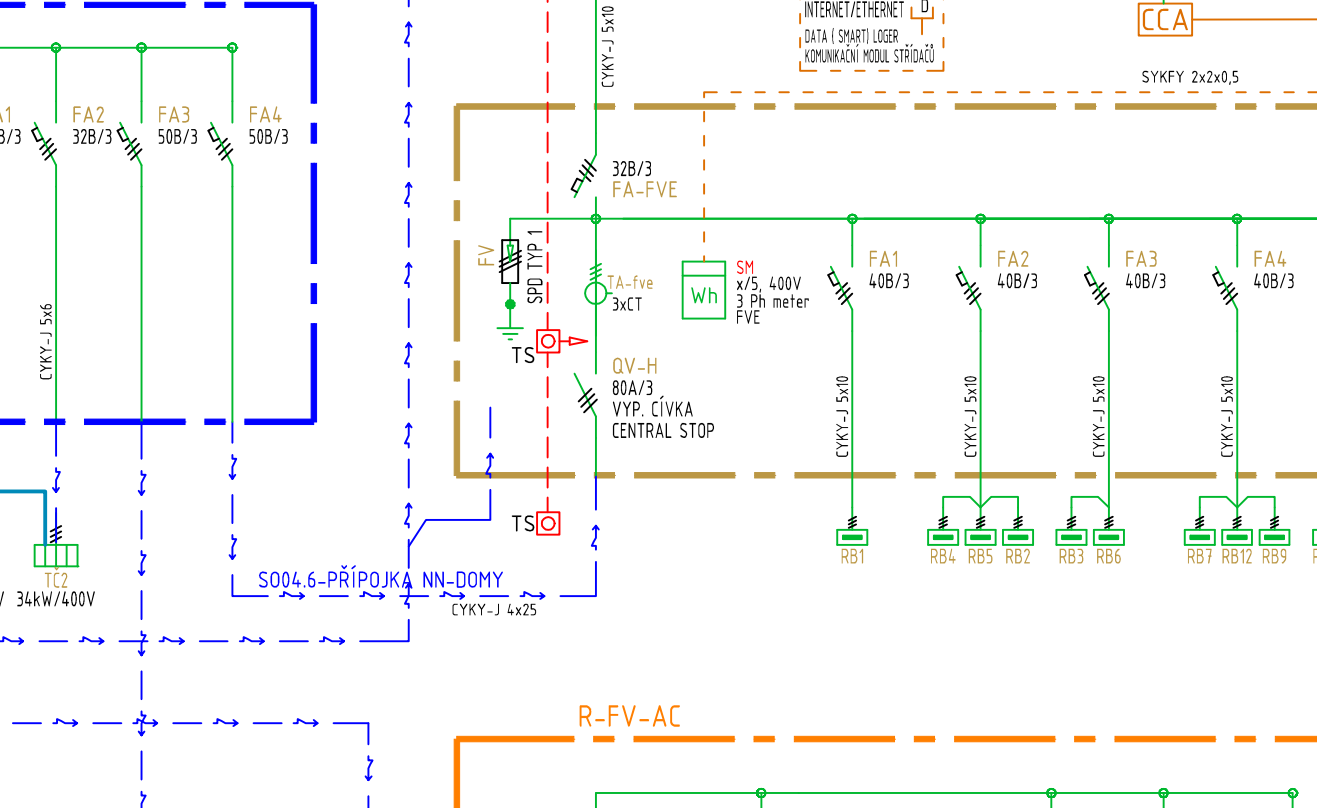 INTERNET/ETHERNET
D
DATA ( SMART) LOGER
KOMUNIKAČNÍ MODUL STŘÍDAČŮ
CCA
SYKFY 2x2x0,5
CYKY-J 5x10
FA2
32B/3
FA3
50B/3
FA4
50B/3
32B/3
FA-FVE
FV
SPD TYP 1
TA-fve
3xCT
Wh
SM
x/5, 400V
3 Ph meter
FVE
FA1
40B/3
FA2
40B/3
FA3
40B/3
FA4
40B/3
CYKY-J 5x6
TS
QV-H
80A/3
VYP. CÍVKA
CENTRAL STOP
CYKY-J 5x10
CYKY-J 5x10
CYKY-J 5x10
CYKY-J 5x10
TS
RB1
RB4
RB5
RB2
RB3
RB6
RB7
RB12
RB9
TČ2
/ 34kW/400V
SO04.6-PŘÍPOJKA NN-DOMY
CYKY-J 4x25
R-FV-AC